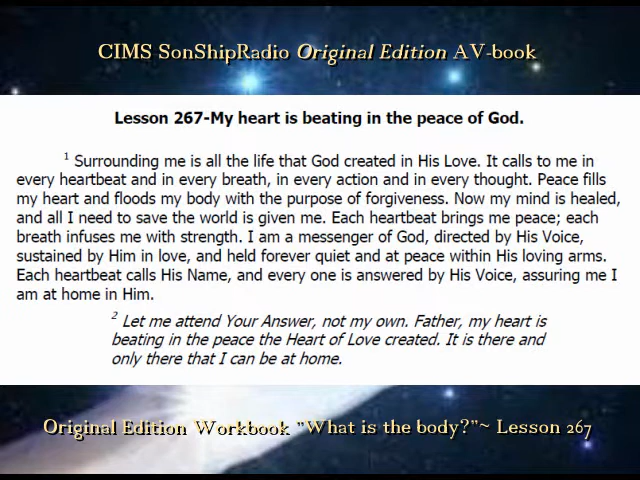 CIMS SonShipRadio Original Edition AV-book
Lesson 267-My heart is beating in the peace of God.
1 Surrounding me is all the life that God created in His Love. It calls to me in
every heartbeat and in every breath, in every action and in every thought. Peace fills
my heart and floods my body with the purpose of forgiveness. Now my mind is healed,
and all I need to save the world is given me. Each heartbeat brings me peace; each
breath infuses me with strength. I am a messenger of God, directed by His Voice,
sustained by Him in love, and held forever quiet and at peace within His loving arms.
Each heartbeat calls His Name, and every one is answered by His Voice, assuring me I
am at home in Him.
2 Let me attend Your Answer, not my own. Father, my heart is
beating in the peace the Heart of Love created. It is there and
only there that I can be at home.
Original Edition Workbook "What is the body?"~ Lesson 267